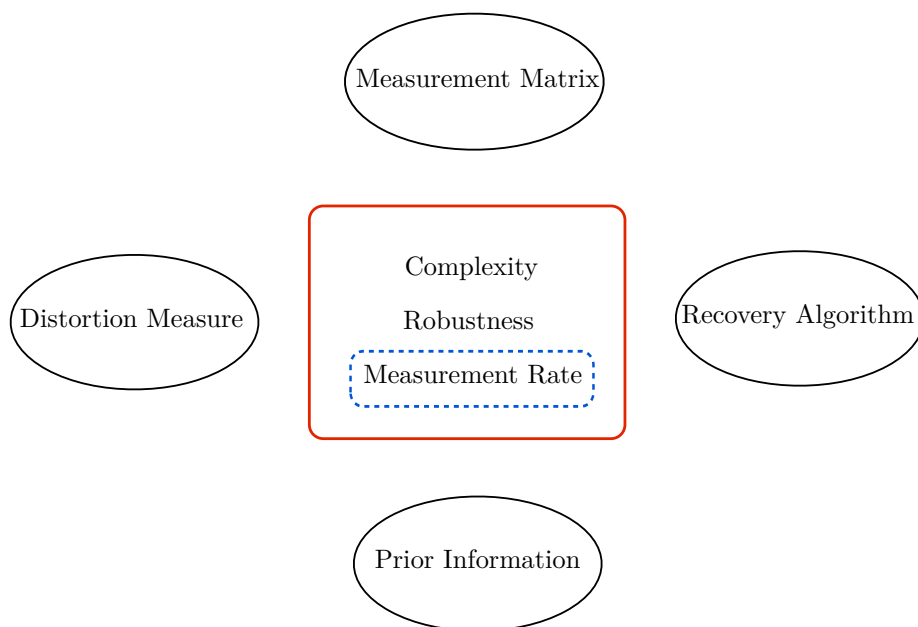 Measurement Matrix
Complexity
Distortion Measure
Robustness
Recovery Algorithm
Measurement Rate
Prior Information